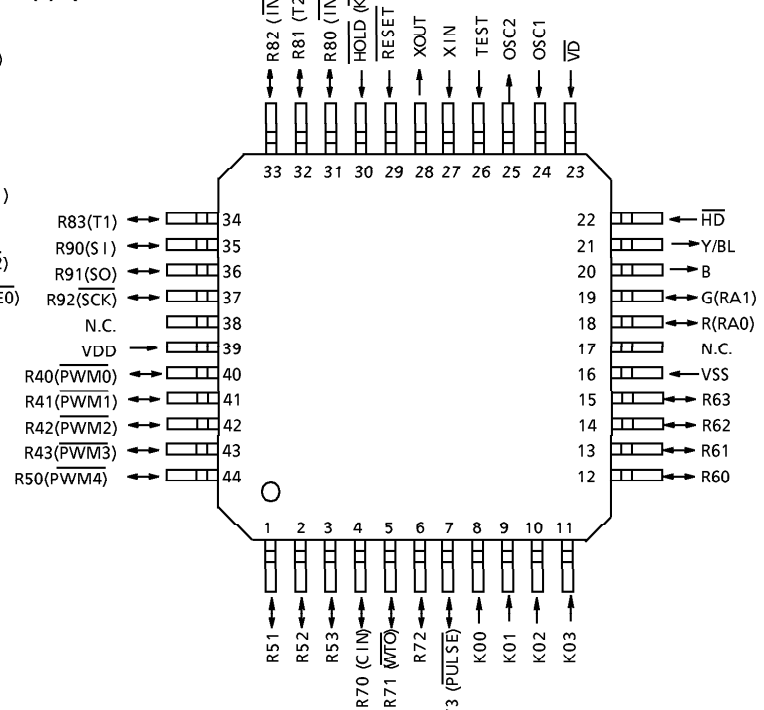 R82 (IN
R81 (T2
R80 (IN
HOLD (K
RESET
XOUT
XIN
TEST
OSC2
OSC1
VD
33 32 31 30 29 28 27 26 25 24 23
R83(T1) 34
R90(SI) 35
R91(SO) 36
R92(SCK) 37
N.C. 38
VDD 39
R40(PWM0) 40
R41(PWM1) 41
R42(PWM2) 42
R43(PWM3) 43
R50(PWM4) 44
22 HD
21 Y/BL
20 B
19 G(RA1)
18 R(RA0)
17 N.C.
16 VSS
15 R63
14 R62
13 R61
12 R60
1 2 3 4 5 6 7 8 9 10 11
R51
R52
R53
R70 (CIN)
R71 (WTO)
R72
3 (PULSE)
K00
K01
K02
K03